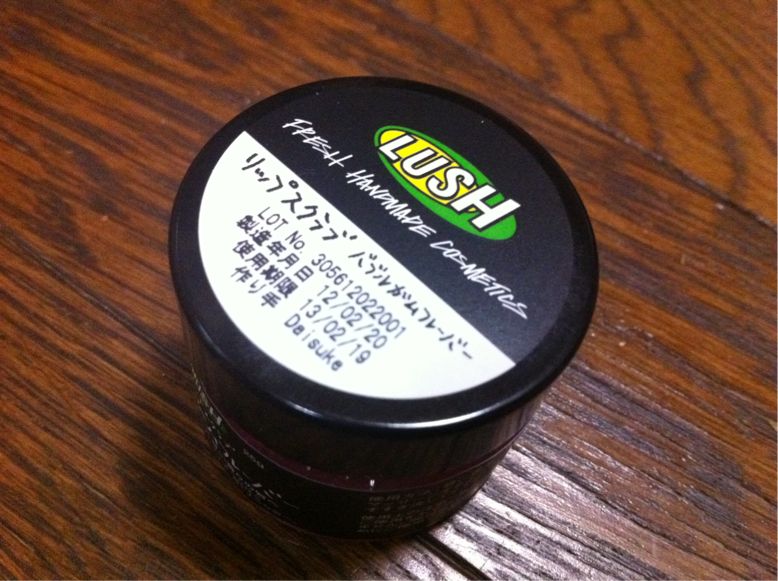 LUSH
FRESH HANDMADE COSMETICS
リップスクラブ バブルガムフレーバー
LOT No. 305612022001
製造年月日 12/02/20
使用期限 13/02/19
作り手 Daisuke